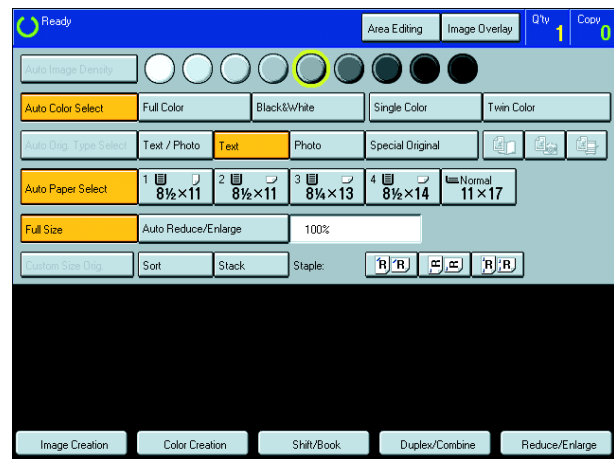 Ready Area Editing Image Overlay Q'ty 1 Copy 0
Auto Image Density
Auto Color Select Full Color Black&White Single Color Twin Color
Auto Orig. Type Select Text / Photo Text Photo Special Original
Auto Paper Select 1 8½×11 2 8½×11 3 8¼×13 4 8½×14 Normal 11×17
Full Size Auto Reduce/Enlarge 100%
Custom Size Orig. Sort Stack Staple: R R R R R R
Image Creation Color Creation Shift/Book Duplex/Combine Reduce/Enlarge